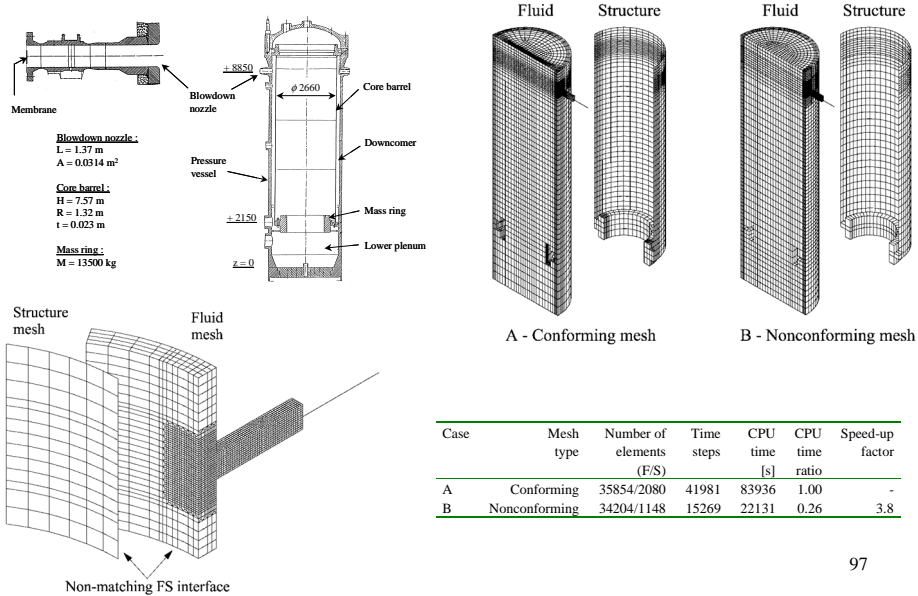 Membrane
Blowdown
nozzle
Blowdown nozzle :
L = 1.37 m
A = 0.0314 m²
Core barrel :
H = 7.57 m
R = 1.32 m
t = 0.023 m
Mass ring :
M = 13500 kg
+ 8850
ϕ 2660
Core barrel
Downcomer
Pressure
vessel
+ 2150
Mass ring
Lower plenum
z = 0
Fluid Structure
A - Conforming mesh
Fluid Structure
B - Nonconforming mesh
Structure
mesh
Fluid
mesh
Non-matching FS interface
Case Mesh Number of Time CPU CPU Speed-up
type elements steps time time factor
(F/S) [s] ratio
A Conforming 35854/2080 41981 83936 1.00 -
B Nonconforming 34204/1148 15269 22131 0.26 3.8
97